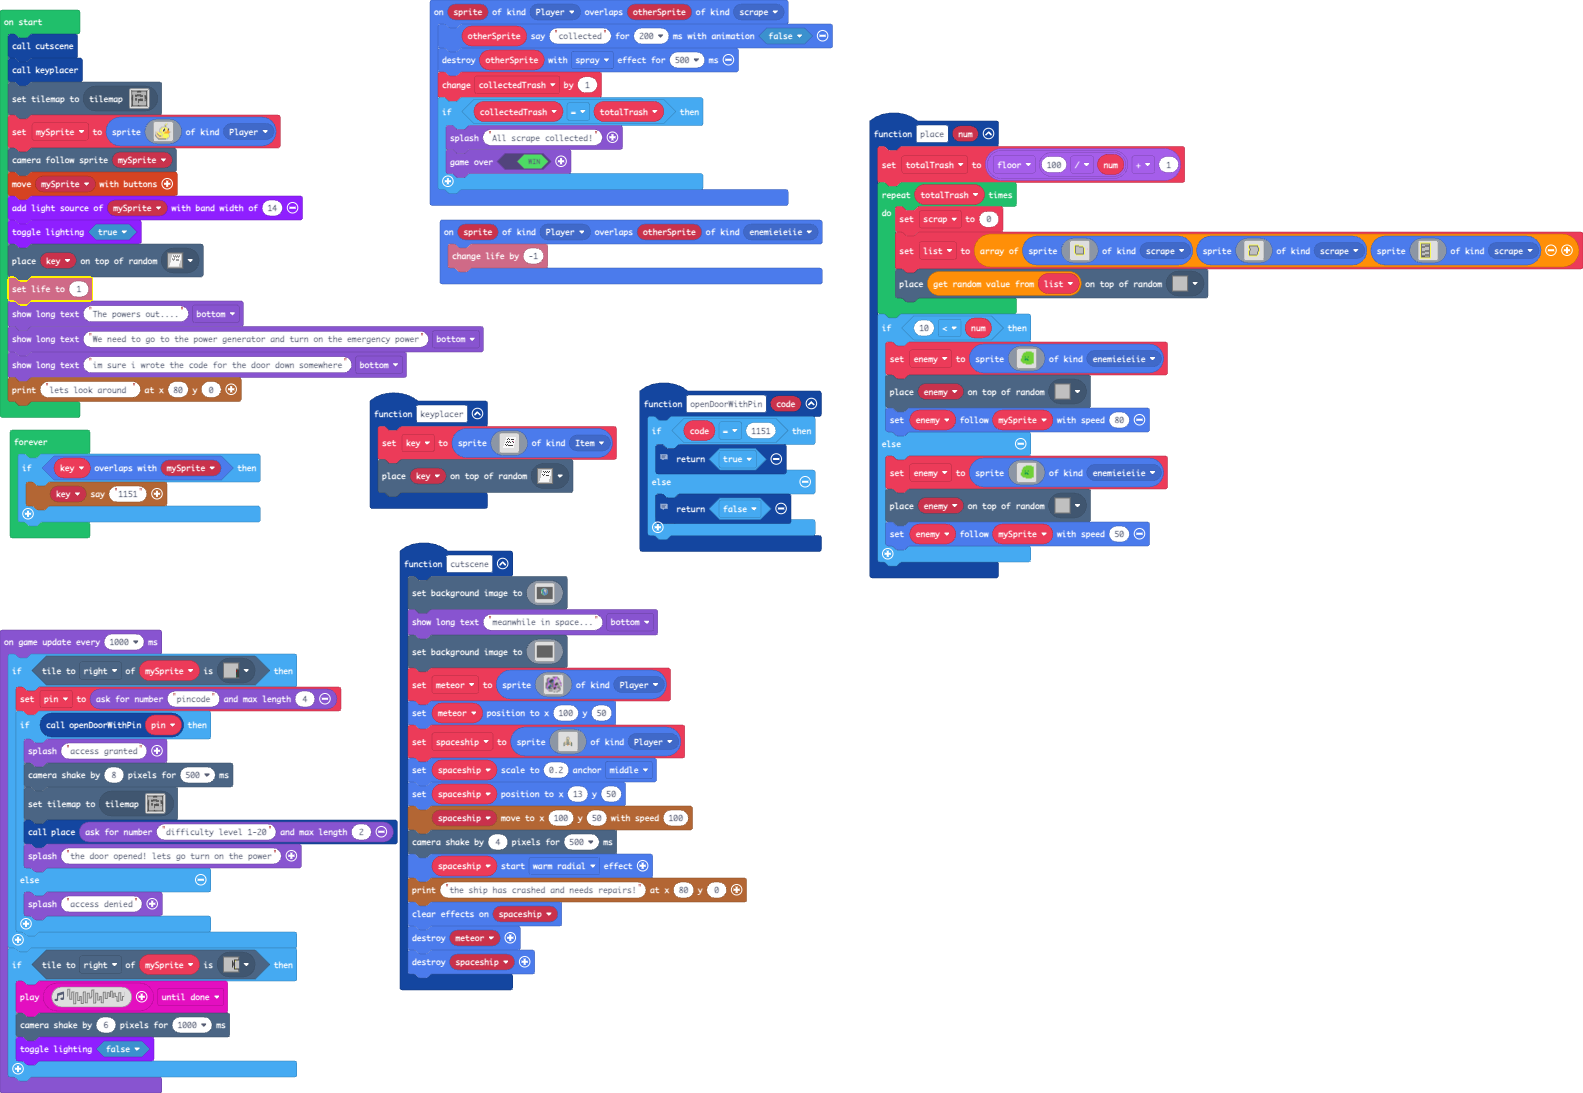 on start
call cutscene
call keyplacer
set tilemap to tilemap
set mySprite to sprite of kind Player
camera follow sprite mySprite
move mySprite with buttons
add light source of mySprite with band width of 14
toggle lighting true
place key on top of random
set life to 1
show long text "The powers out...." bottom
show long text "We need to go to the power generator and turn on the emergency power" bottom
show long text "im sure i wrote the code for the door down somewhere" bottom
print "lets look around " at x 80 y 0
forever
if key overlaps with mySprite then
key say "1151"
on sprite of kind Player overlaps otherSprite of kind scrape
otherSprite say "collected" for 200 ms with animation false
destroy otherSprite with spray effect for 500 ms
change collectedTrash by 1
if collectedTrash = totalTrash then
splash "All scrape collected!"
game over WIN
on sprite of kind Player overlaps otherSprite of kind enemieieiie
change life by -1
function keyplacer
set key to sprite of kind Item
place key on top of random
function openDoorWithPin code
if code = 1151 then
return true
else
return false
function place num
set totalTrash to floor 100 / num + 1
repeat totalTrash times
do
set scrap to 0
set list to array of sprite of kind scrape sprite of kind scrape sprite of kind scrape
place get random value from list on top of random
if 10 < num then
set enemy to sprite of kind enemieieiie
place enemy on top of random
set enemy follow mySprite with speed 80
else
set enemy to sprite of kind enemieieiie
place enemy on top of random
set enemy follow mySprite with speed 50
function cutscene
set background image to
show long text "meanwhile in space..." bottom
set background image to
set meteor to sprite of kind Player
set meteor position to x 100 y 50
set spaceship to sprite of kind Player
set spaceship scale to 0.2 anchor middle
set spaceship position to x 13 y 50
spaceship move to x 100 y 50 with speed 100
camera shake by 4 pixels for 500 ms
spaceship start warm radial effect
print "the ship has crashed and needs repairs!" at x 80 y 0
clear effects on spaceship
destroy meteor
destroy spaceship
on game update every 1000 ms
if tile to right of mySprite is then
set pin to ask for number "pincode" and max length 4
if call openDoorWithPin pin then
splash "access granted"
camera shake by 8 pixels for 500 ms
set tilemap to tilemap
call place ask for number "difficulty level 1-20" and max length 2
splash "the door opened! lets go turn on the power"
else
splash "access denied"
if tile to right of mySprite is then
play until done
camera shake by 6 pixels for 1000 ms
toggle lighting false